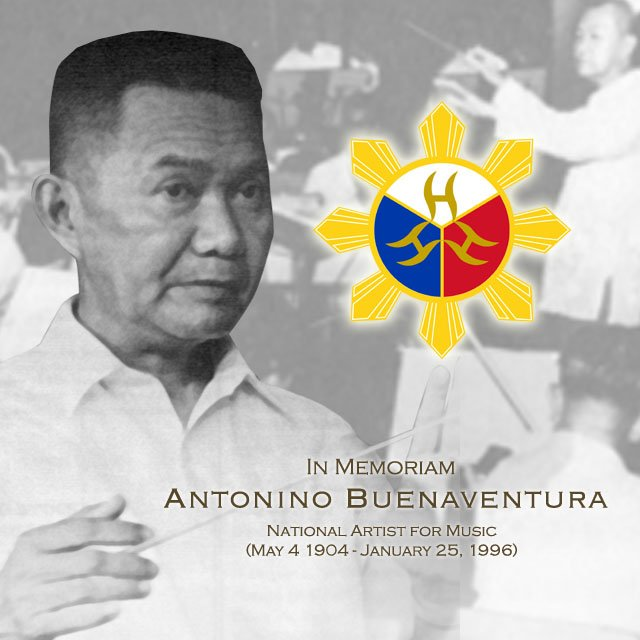 In Memoriam
Antonino Buenaventura
National Artist for Music
(May 4 1904 - January 25, 1996)